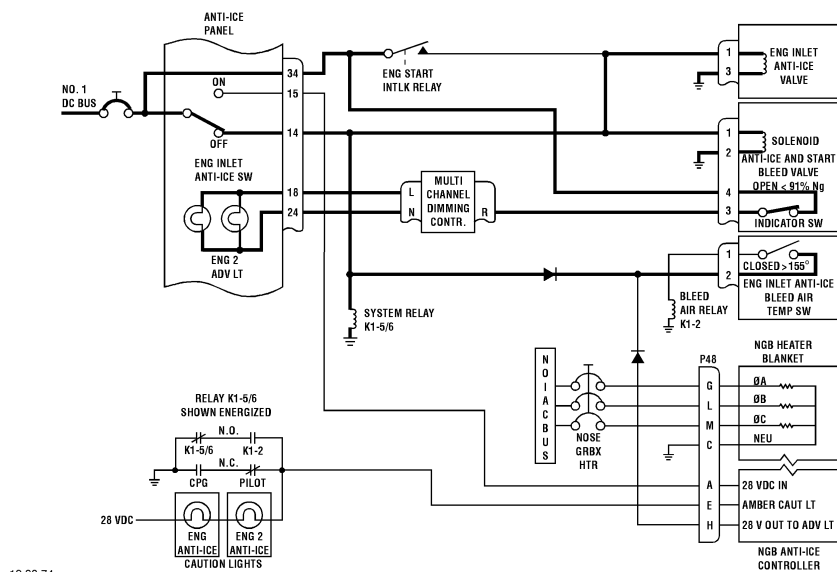 ANTI-ICE
PANEL
NO. 1
DC BUS
ON
OFF
ENG INLET
ANTI-ICE SW
ENG 2
ADV LT
34
15
14
18
24
ENG START
INTLK RELAY
L
N
MULTI
CHANNEL
DIMMING
CONTR.
R
1
3
ENG INLET
ANTI-ICE
VALVE
1
2
4
3
SOLENOID
ANTI-ICE AND START
BLEED VALVE
OPEN < 91% Ng
INDICATOR SW
1
2
CLOSED > 155°
ENG INLET ANTI-ICE
BLEED AIR
TEMP SW
SYSTEM RELAY
K1-5/6
BLEED
AIR RELAY
K1-2
NO1ACBUS
NOSE
GRBX
HTR
P48
G
L
M
C
A
E
H
NGB HEATER
BLANKET
ØA
ØB
ØC
NEU
28 VDC IN
AMBER CAUT LT
28 V OUT TO ADV LT
NGB ANTI-ICE
CONTROLLER
RELAY K1-5/6
SHOWN ENERGIZED
N.O.
K1-5/6
K1-2
N.C.
CPG
PILOT
28 VDC
ENG
ANTI-ICE
ENG 2
ANTI-ICE
CAUTION LIGHTS